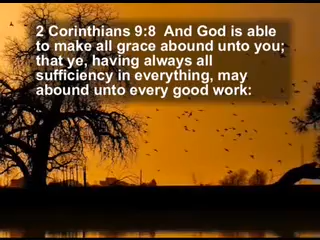 2 Corinthians 9:8  And God is able
to make all grace abound unto you;
that ye, having always all
sufficiency in everything, may
abound unto every good work: